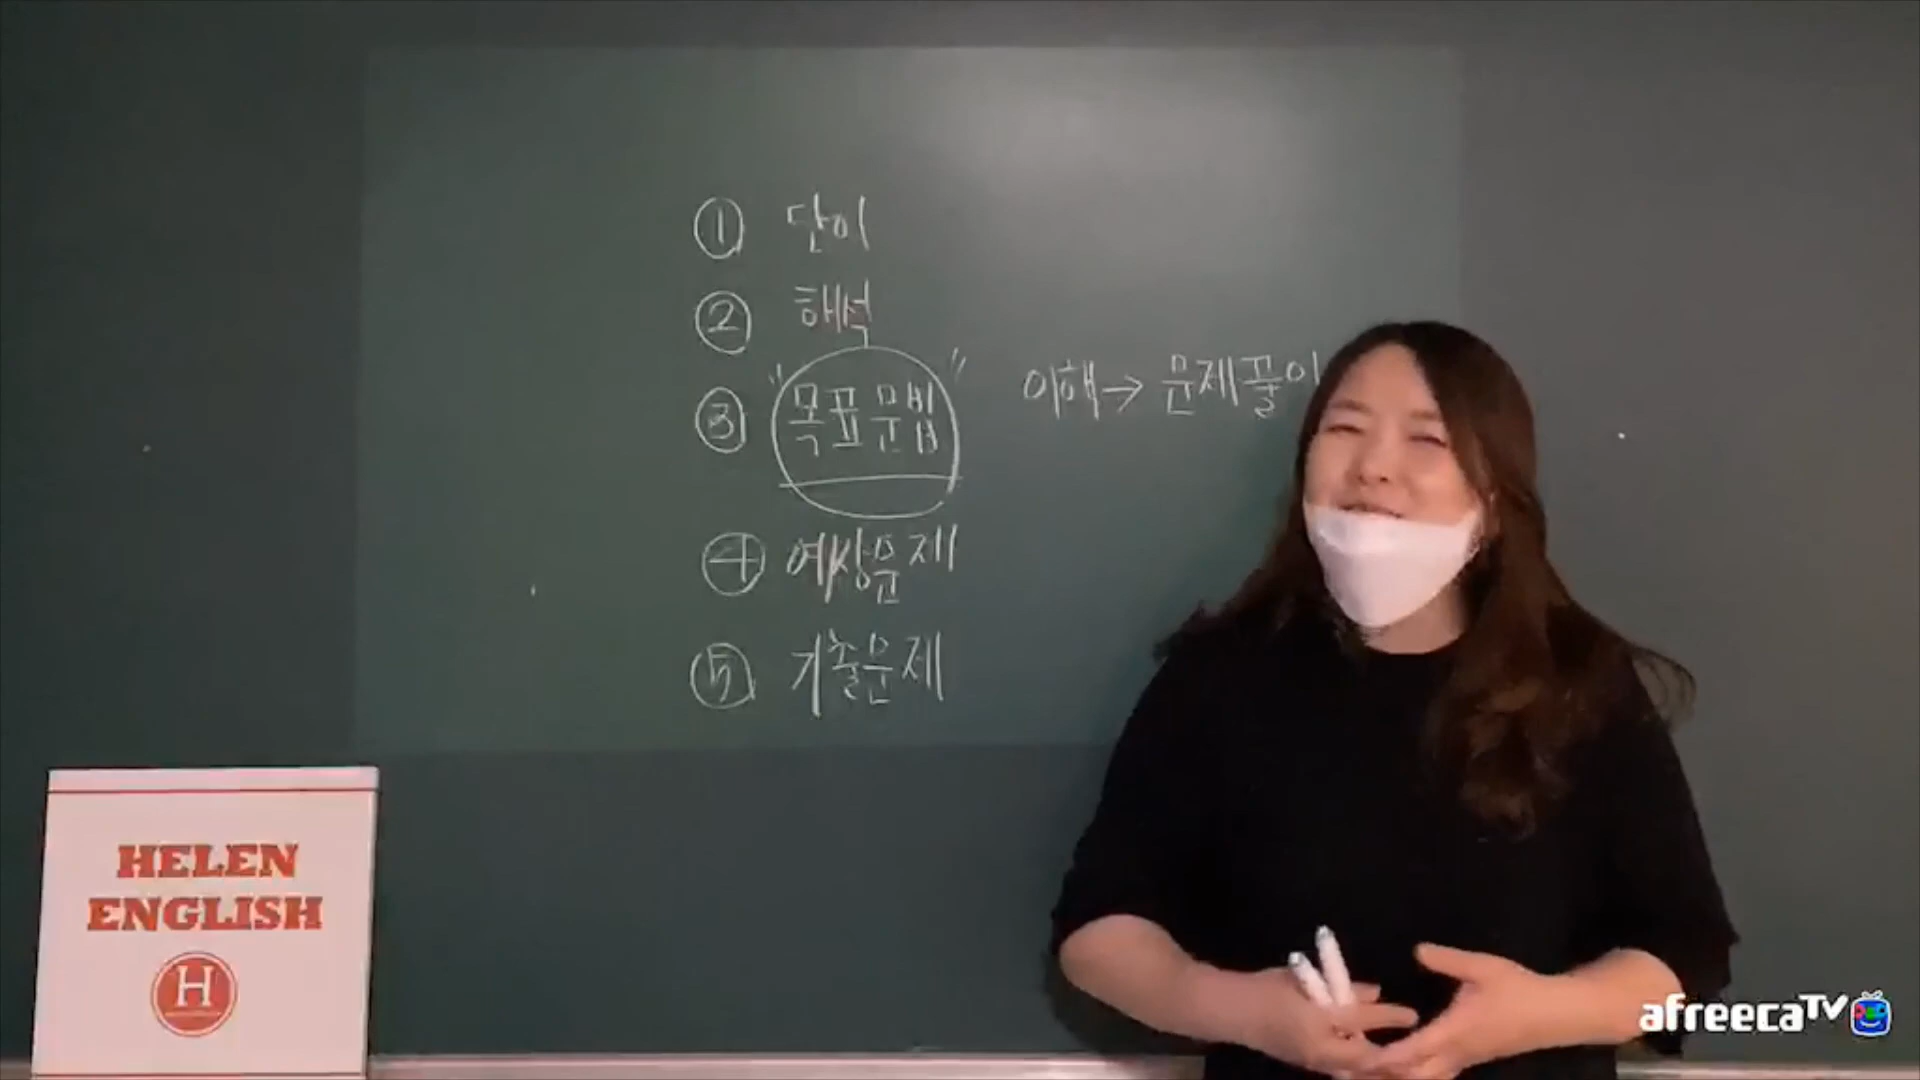 ① 단어
② 해석
③ "목표문법" 이해→ 문제풀이
④ 예상문제
⑤ 기출문제
HELEN
ENGLISH
H
afreecaTV